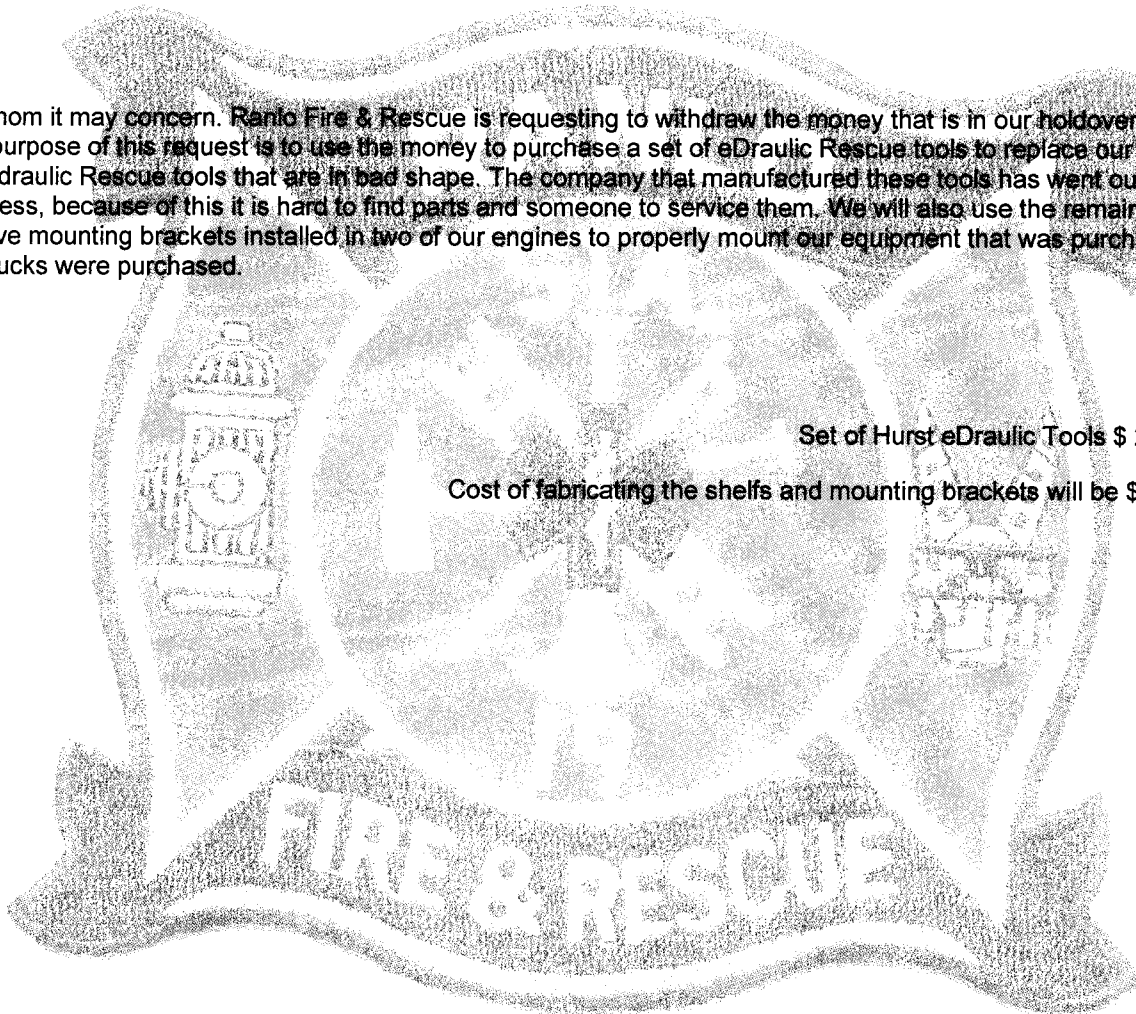 hom it may concern. Ranlo Fire & Rescue is requesting to withdraw the money that is in our holdover
purpose of this request is to use the money to purchase a set of eDraulic Rescue tools to replace our
draulic Rescue tools that are in bad shape. The company that manufactured these tools has went ou
ess, because of this it is hard to find parts and someone to service them. We will also use the remain
ve mounting brackets installed in two of our engines to properly mount our equipment that was purch
ucks were purchased.
Set of Hurst eDraulic Tools $
Cost of fabricating the shelfs and mounting brackets will be $
FIRE & RESCUE